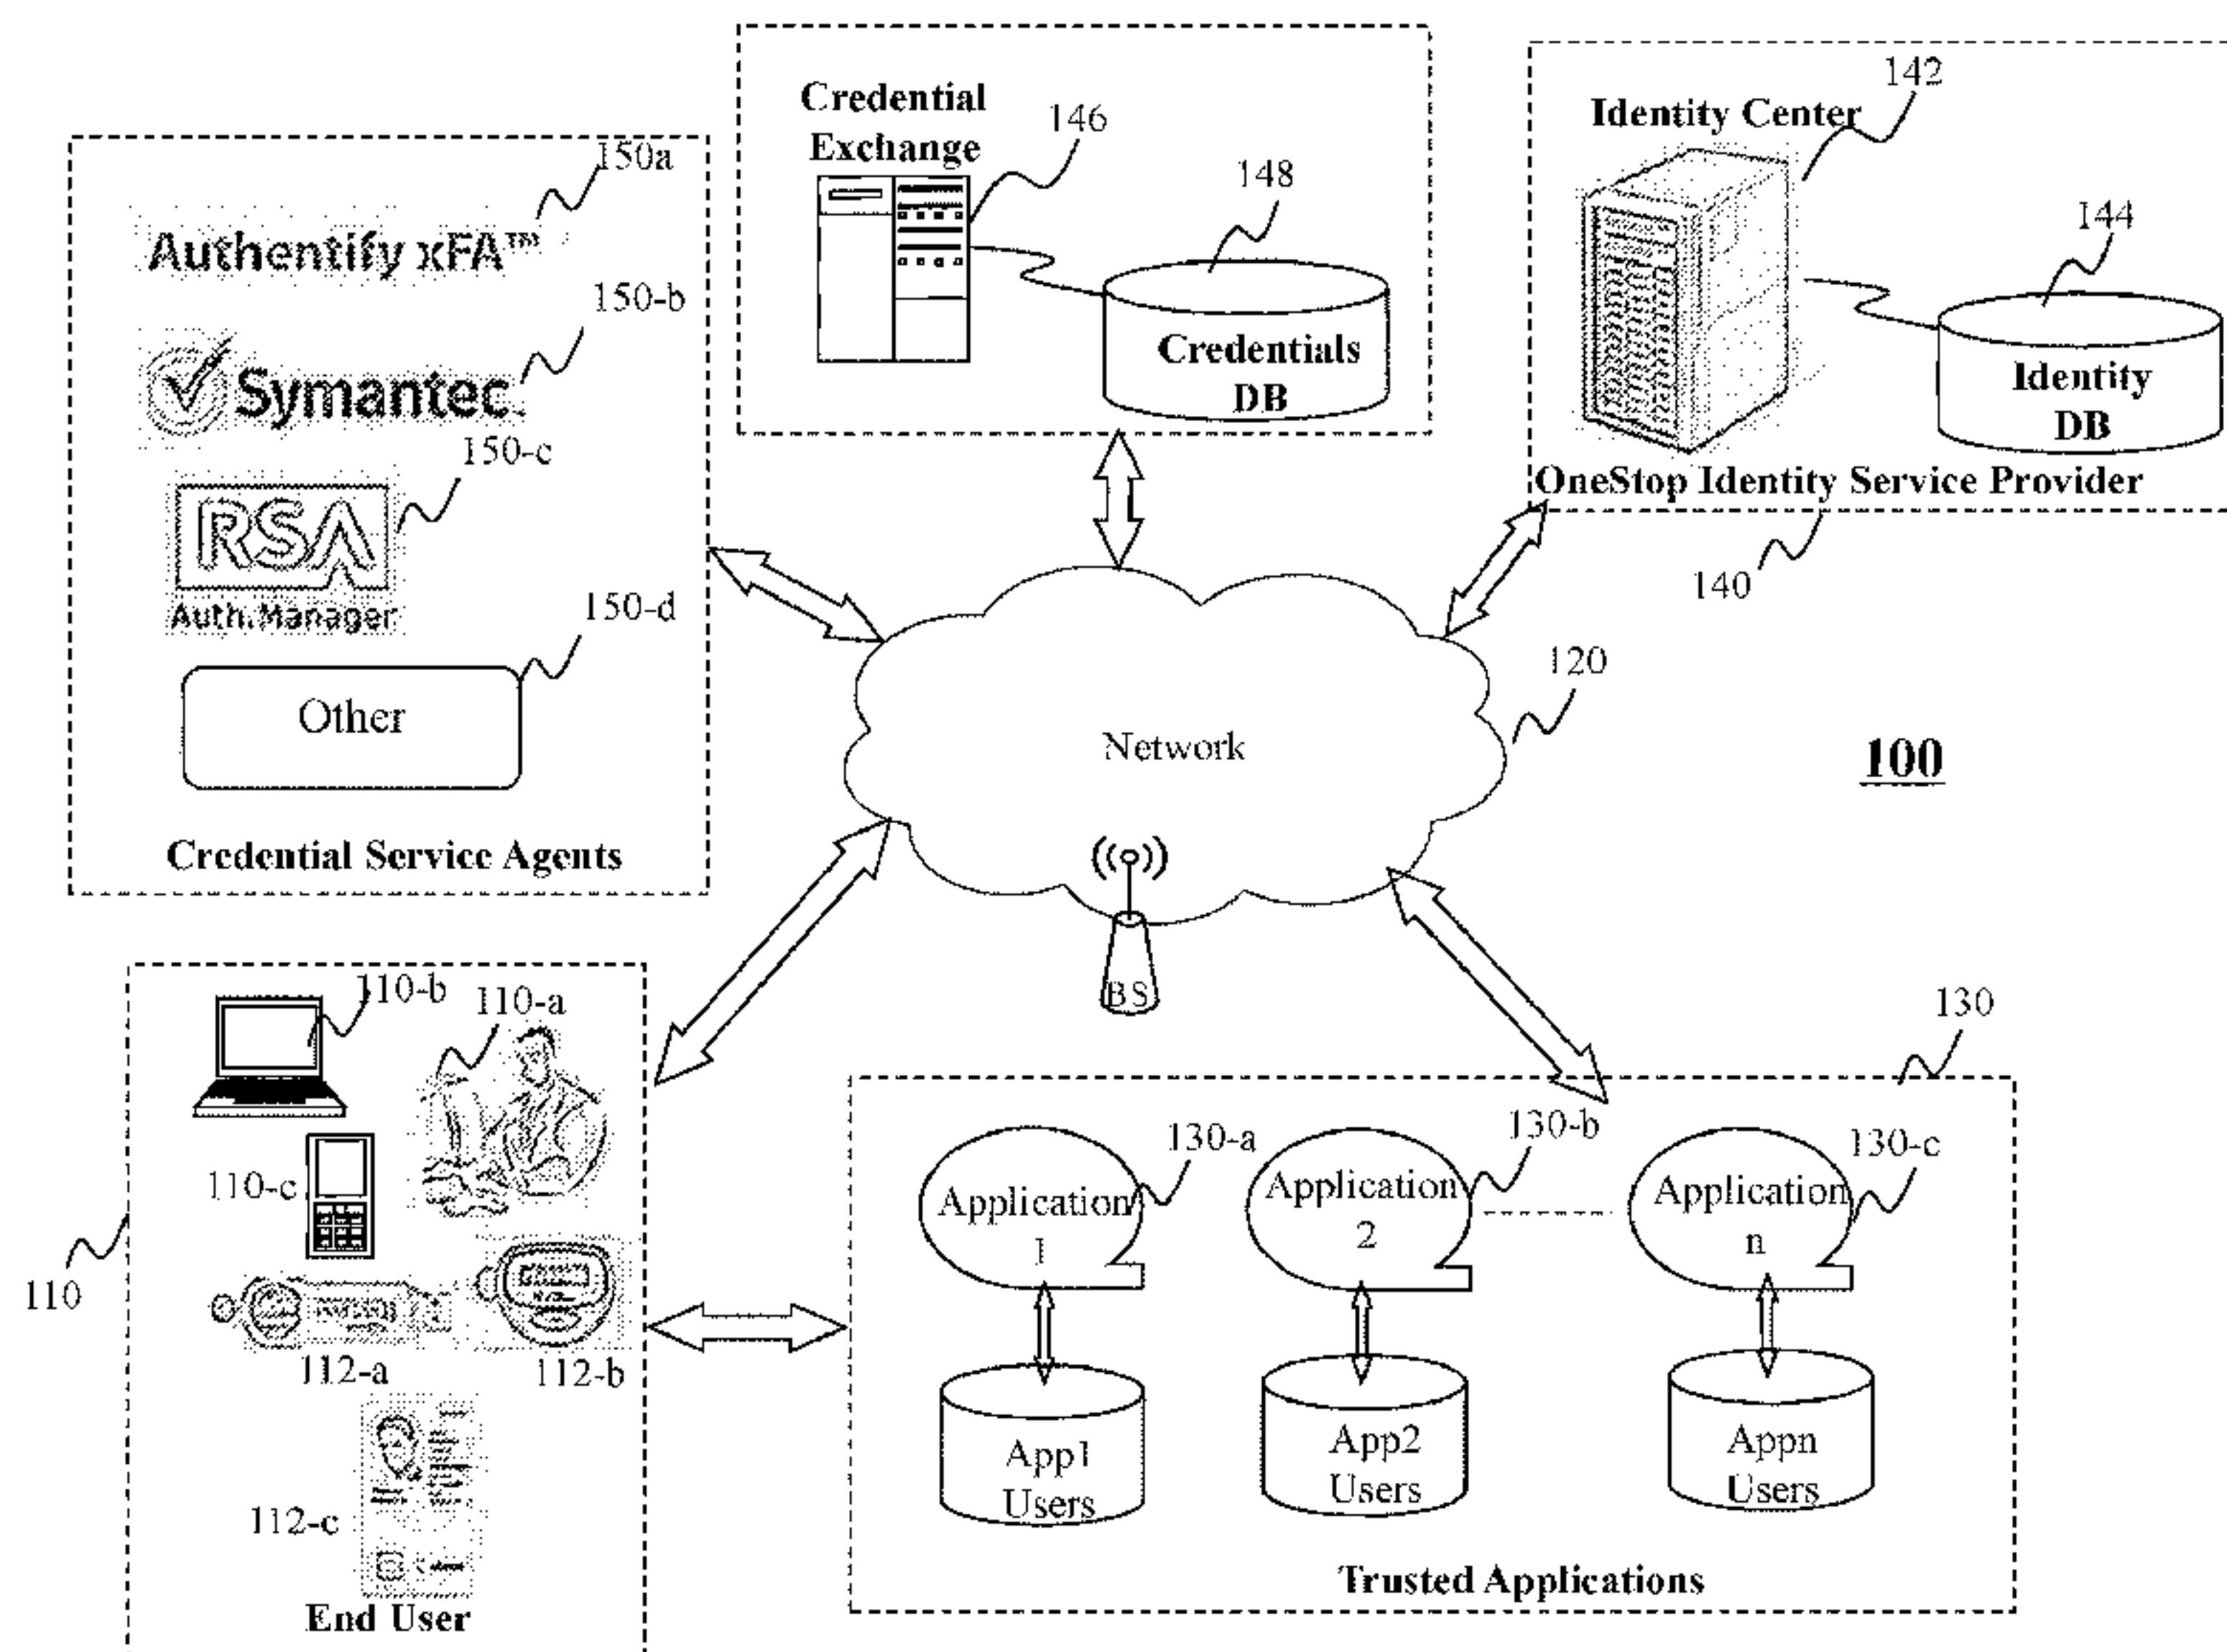 Credential
Exchange
146
148
Credentials
DB
Identity Center
142
144
Identity
DB
OneStop Identity Service Provider
140
150a
Authentify xFA™
150-b
Symantec.
150-c
RSA
Auth.Manager
150-d
Other
Credential Service Agents
Network
120
BS
100
110-b
110-a
110-c
110
112-a
112-b
112-c
End User
130
130-a
Application
1
130-b
Application
2
130-c
Application
n
App1
Users
App2
Users
Appn
Users
Trusted Applications